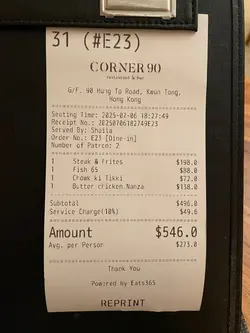 31 (#E23)
CORNER 90
restaurant & bar
G/F. 90 Hung To Road, Kwun Tong,
Hong Kong
Seating Time: 2025-07-06 18:27:49
Receipt No.: 20250706182749E23
Served By: Shaila
Order No.: E23 [Dine-in]
Number of Patron: 2
1 Steak & Frites $198.0
1 Fish 65 $88.0
1 Chowk ki Tikki $72.0
1 Butter chicken Nanza $138.0
Subtotal $496.0
Service Charge(10%) $49.6
Amount $546.0
Avg. per Person $273.0
Thank You
Powered by Eats365
REPRINT